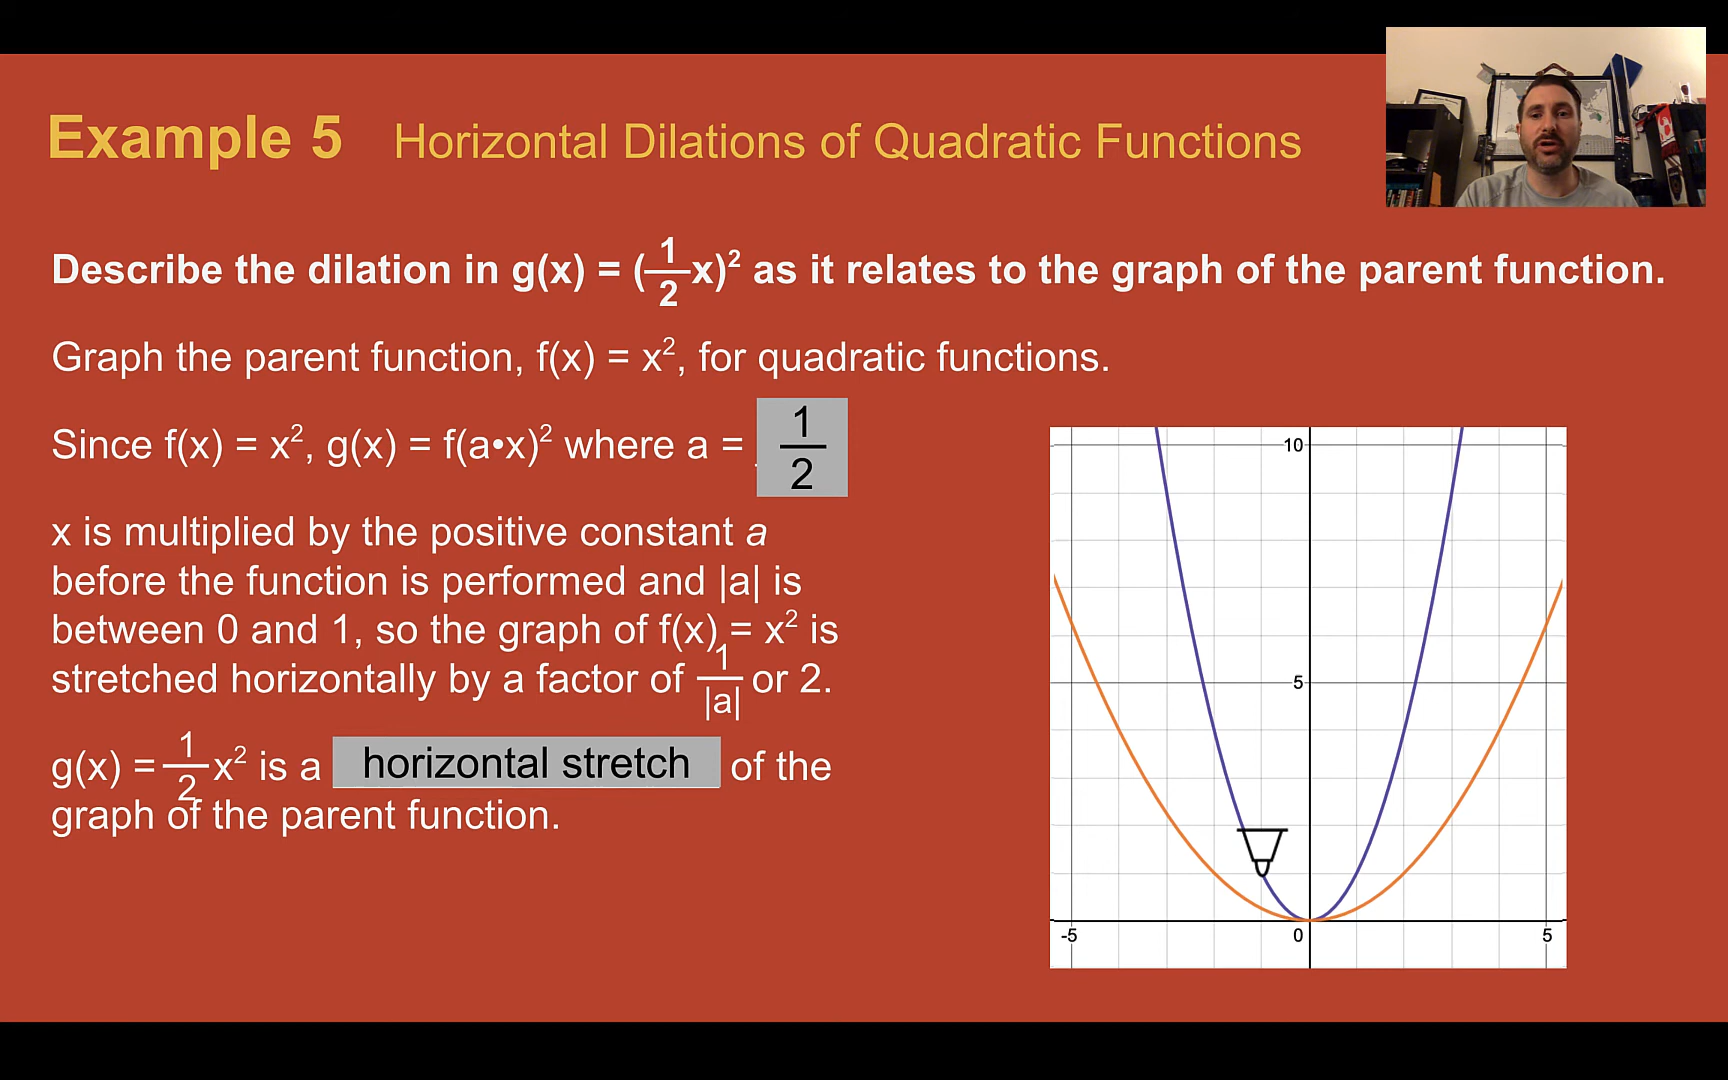 Example 5 Horizontal Dilations of Quadratic Functions
Describe the dilation in g(x) = (1/2x)² as it relates to the graph of the parent function.
Graph the parent function, f(x) = x², for quadratic functions.
Since f(x) = x², g(x) = f(a•x)² where a = 1/2
x is multiplied by the positive constant a
before the function is performed and |a| is
between 0 and 1, so the graph of f(x) = x² is
stretched horizontally by a factor of 1/|a| or 2.
g(x) = 1/2x² is a horizontal stretch of the
graph of the parent function.
10
5
-5 0 5